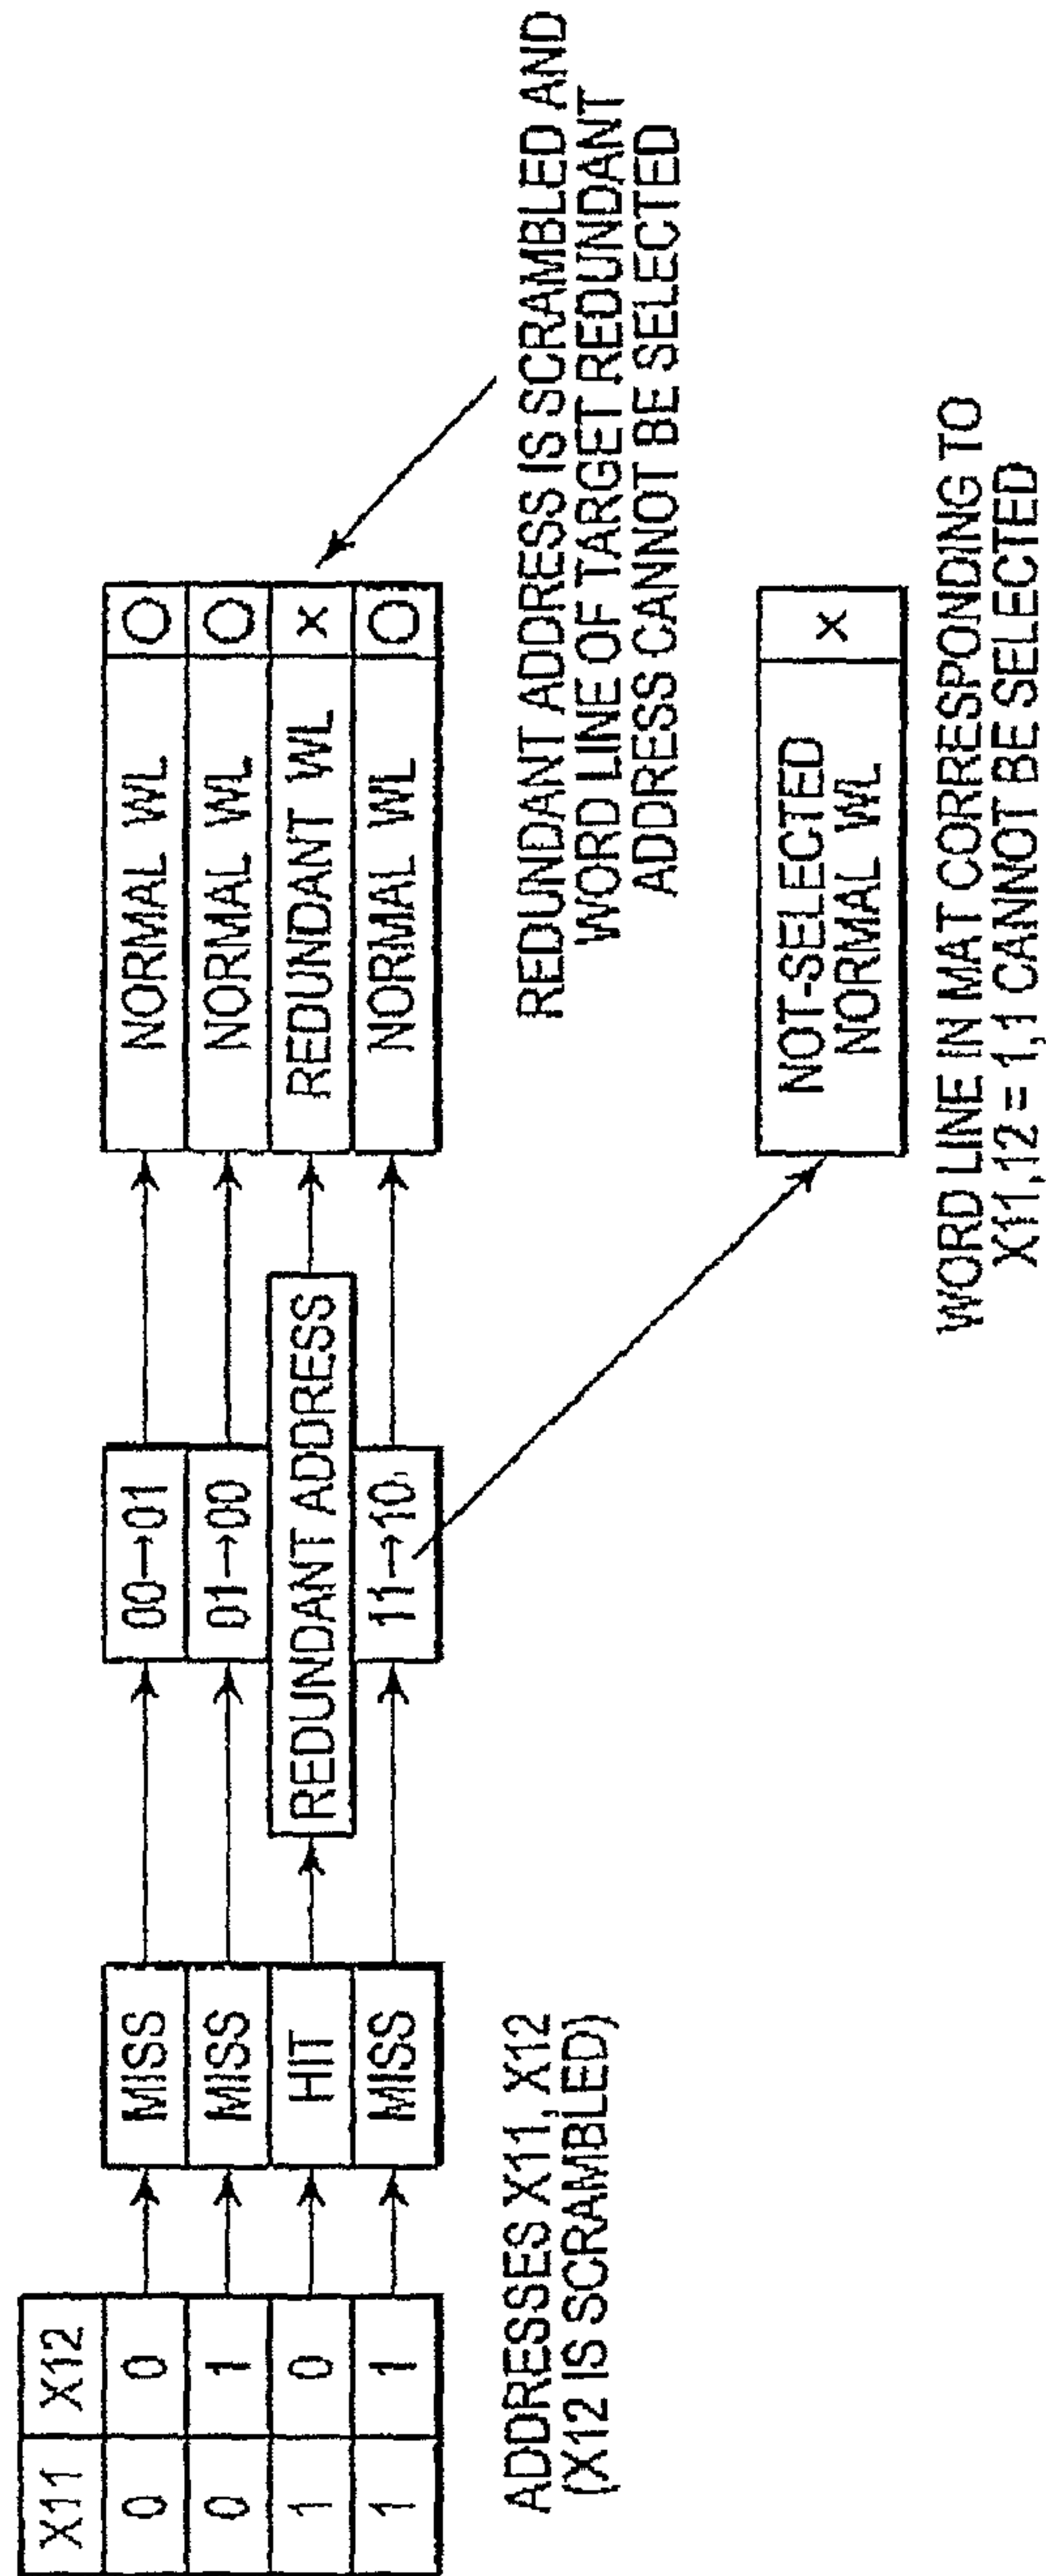 X11 X12
0 0
0 1
1 0
1 1
ADDRESSES X11, X12
(X12 IS SCRAMBLED)
MISS
MISS
HIT
MISS
00→01
01→00
REDUNDANT ADDRESS
11→10
NORMAL WL O
NORMAL WL O
REDUNDANT WL X
NORMAL WL O
REDUNDANT ADDRESS IS SCRAMBLED AND
WORD LINE OF TARGET REDUNDANT
ADDRESS CANNOT BE SELECTED
NOT-SELECTED
NORMAL WL
X
WORD LINE IN MAT CORRESPONDING TO
X11,12 = 1,1 CANNOT BE SELECTED